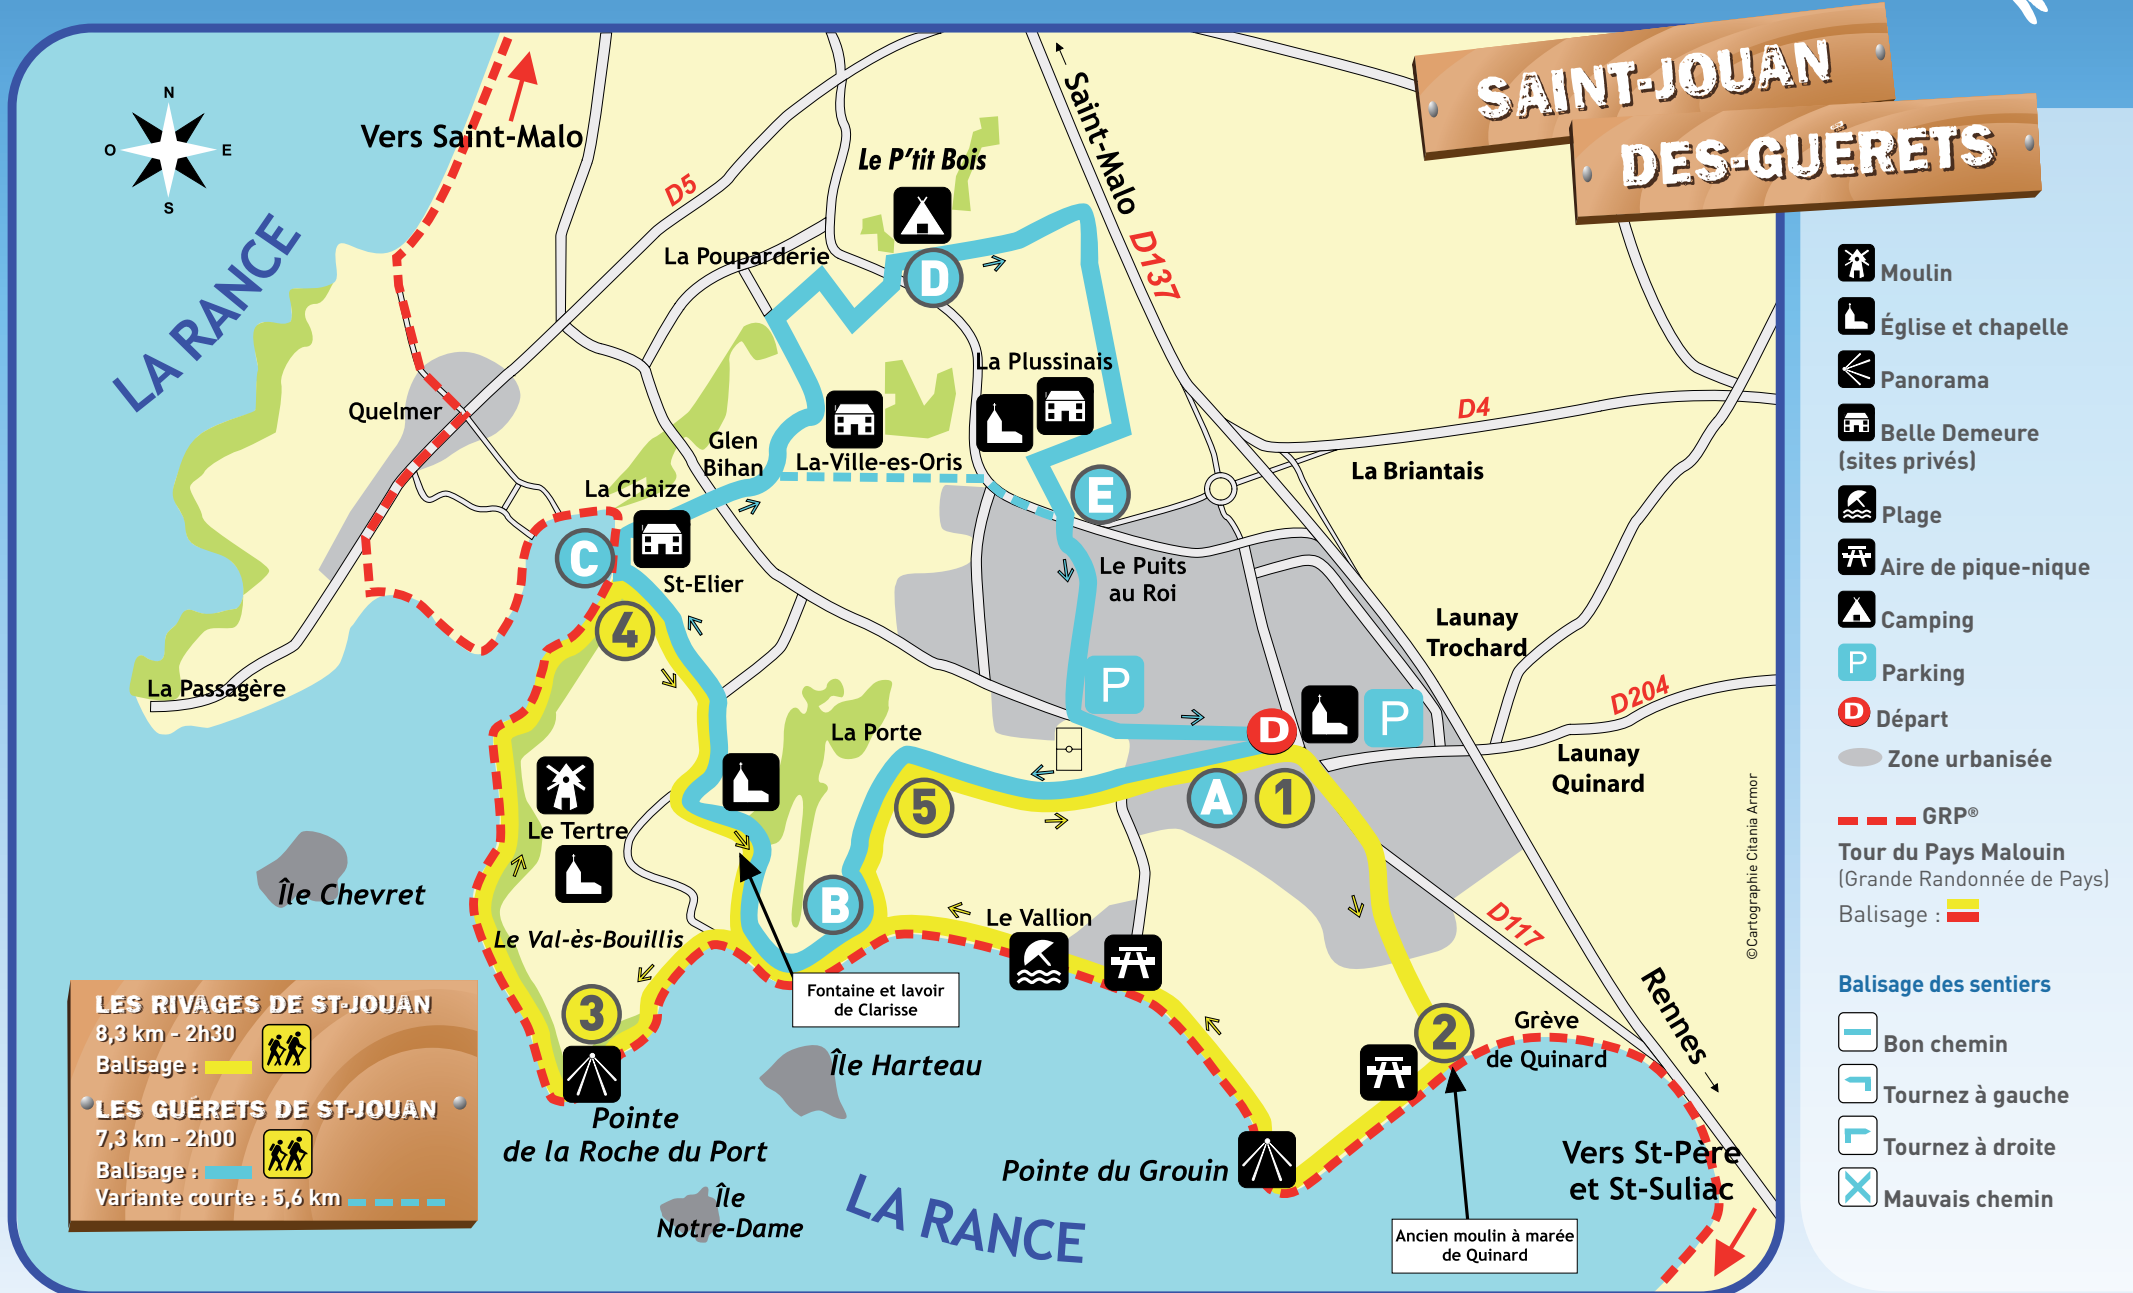 SAINT-JOUAN
DES-GUÉRETS
N
O
E
S
Vers Saint-Malo
LA RANCE
D5
Le P'tit Bois
Saint-Malo
D137
La Pouparderie
D
La Plussinais
Quelmer
Glen
Bihan
La-Ville-es-Oris
D4
La Briantais
La Chaize
E
C
St-Elier
Le Puits
au Roi
4
Launay
Trochard
La Passagère
P
D204
La Porte
D
P
Launay
Quinard
5
A
1
Le Tertre
Île Chevret
B
Le Vallion
D117
Le Val-ès-Bouillis
Rennes
3
Fontaine et lavoir
de Clarisse
2
Grève
de Quinard
Île Harteau
Pointe
de la Roche du Port
Pointe du Grouin
Vers St-Père
et St-Suliac
Île
Notre-Dame
LA RANCE
Ancien moulin à marée
de Quinard
©Cartographie Citania Armor
LES RIVAGES DE ST-JOUAN
8,3 km - 2h30
Balisage :
LES GUÉRETS DE ST-JOUAN
7,3 km - 2h00
Balisage :
Variante courte : 5,6 km
Moulin
Église et chapelle
Panorama
Belle Demeure
(sites privés)
Plage
Aire de pique-nique
Camping
P Parking
D Départ
Zone urbanisée
GRP®
Tour du Pays Malouin
(Grande Randonnée de Pays)
Balisage :
Balisage des sentiers
Bon chemin
Tournez à gauche
Tournez à droite
Mauvais chemin